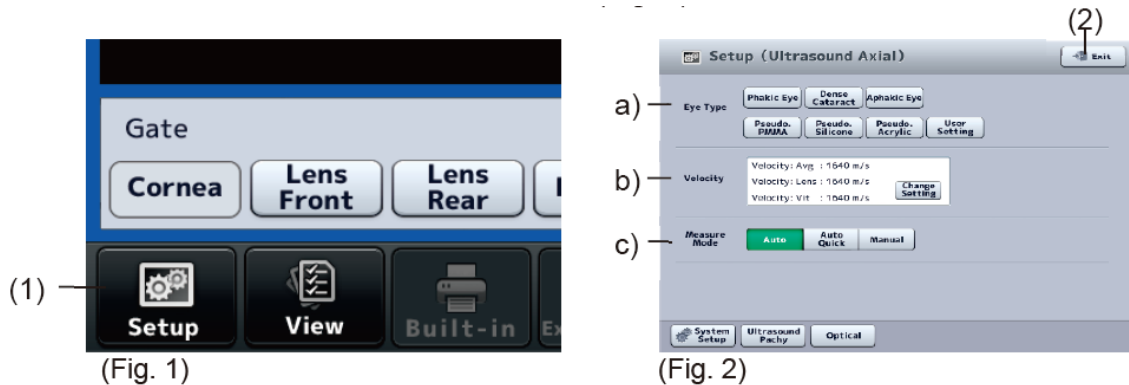 (2)
Gate
Cornea
Lens
Front
Lens
Rear
(1)
Setup
View
Built-in
Ex
(Fig. 1)
Setup (Ultrasound Axial)
Exit
a)
Eye Type
Phakic Eye
Dense
Cataract
Aphakic Eye
Pseudo.
PMMA
Pseudo.
Silicone
Pseudo.
Acrylic
User
Setting
b)
Velocity
Velocity: Avg : 1640 m/s
Velocity: Lens : 1640 m/s
Velocity: Vit : 1640 m/s
Change
Setting
c)
Measure
Mode
Auto
Auto
Quick
Manual
System
Setup
Ultrasound
Pachy
Optical
(Fig. 2)